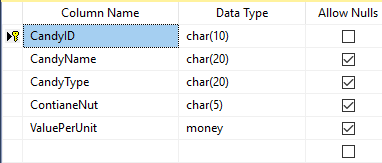 Column Name Data Type Allow Nulls
CandyID char(10)
CandyName char(20)
CandyType char(20)
ContianeNut char(5)
ValuePerUnit money